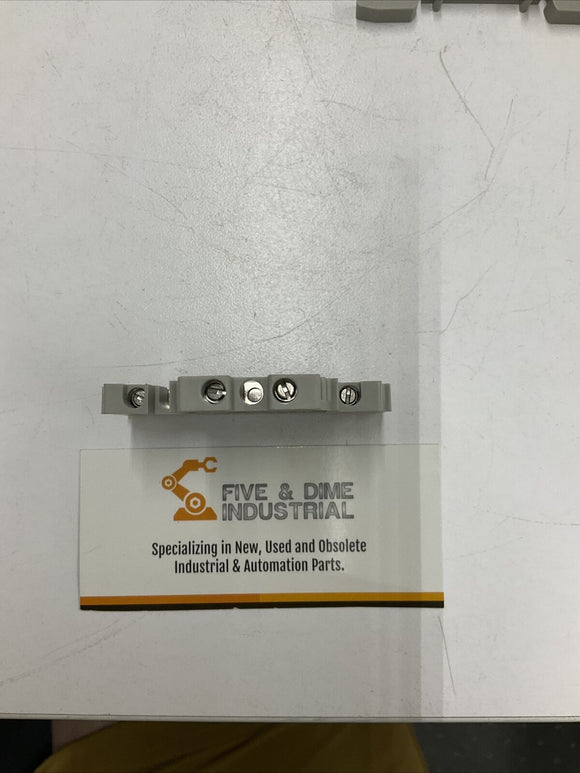 FIVE & DIME
INDUSTRIAL
Specializing in New, Used and Obsolete
Industrial & Automation Parts.